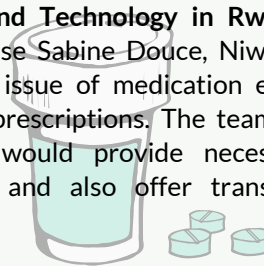 nd Technology in Rw
se Sabine Douce, Niw
issue of medication e
prescriptions. The team
would provide neces
and also offer trans